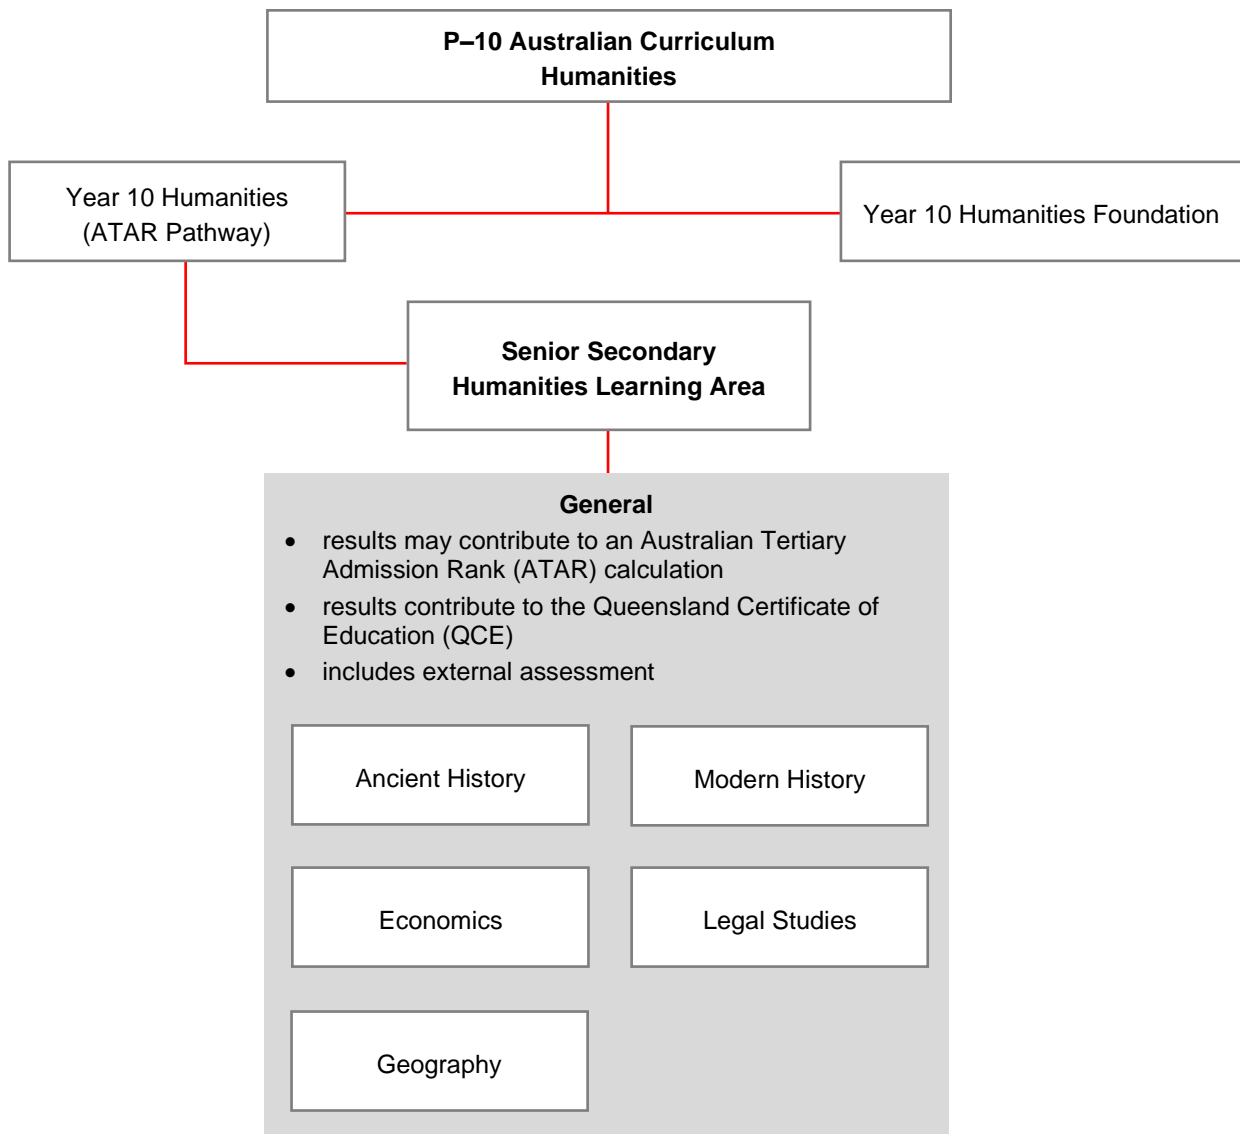 P–10 Australian Curriculum
Humanities
Year 10 Humanities
(ATAR Pathway)
Year 10 Humanities Foundation
Senior Secondary
Humanities Learning Area
General
• results may contribute to an Australian Tertiary
Admission Rank (ATAR) calculation
• results contribute to the Queensland Certificate of
Education (QCE)
• includes external assessment
Ancient History
Modern History
Economics
Legal Studies
Geography